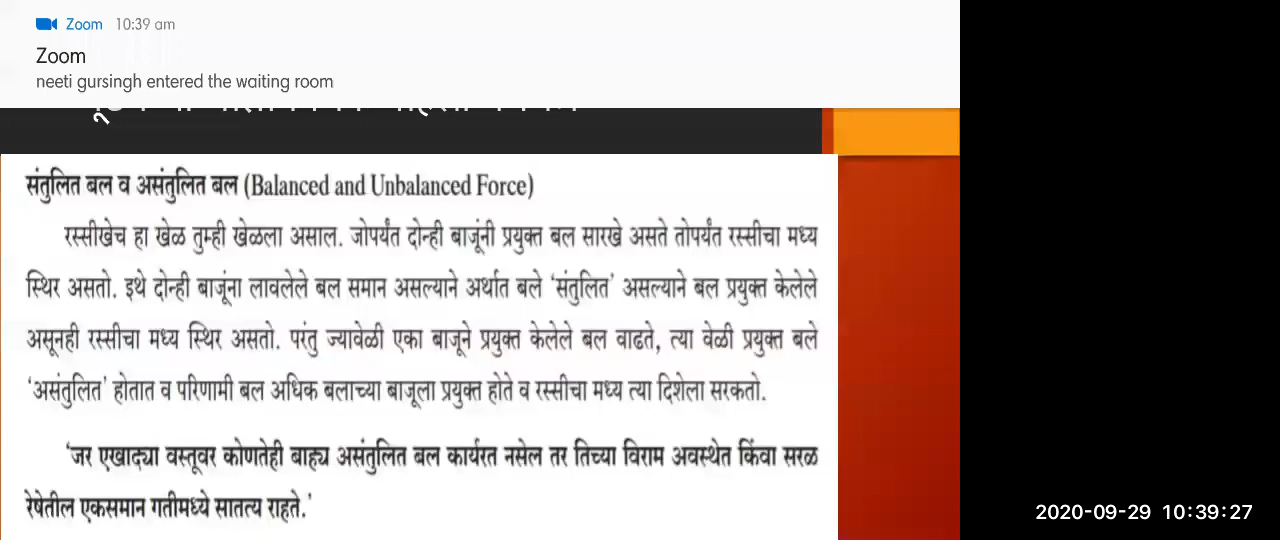 Zoom 10:39 am
Zoom
neeti gursingh entered the waiting room
संतुलित बल व असंतुलित बल (Balanced and Unbalanced Force)
रस्सीखेच हा खेळ तुम्ही खेळला असाल. जोपर्यंत दोन्ही बाजूंनी प्रयुक्त बल सारखे असते तोपर्यंत रस्सीचा मध्य
स्थिर असतो. इथे दोन्ही बाजूंना लावलेले बल समान असल्याने अर्थात बले ‘संतुलित’ असल्याने बल प्रयुक्त केलेले
असूनही रस्सीचा मध्य स्थिर असतो. परंतु ज्यावेळी एका बाजूने प्रयुक्त केलेले बल वाढते, त्या वेळी प्रयुक्त बले
‘असंतुलित’ होतात व परिणामी बल अधिक बलाच्या बाजूला प्रयुक्त होते व रस्सीचा मध्य त्या दिशेला सरकतो.
‘जर एखाद्या वस्तूवर कोणतेही बाह्य असंतुलित बल कार्यरत नसेल तर तिच्या विराम अवस्थेत किंवा सरळ
रेषेतील एकसमान गतीमध्ये सातत्य राहते.’
2020-09-29 10:39:27